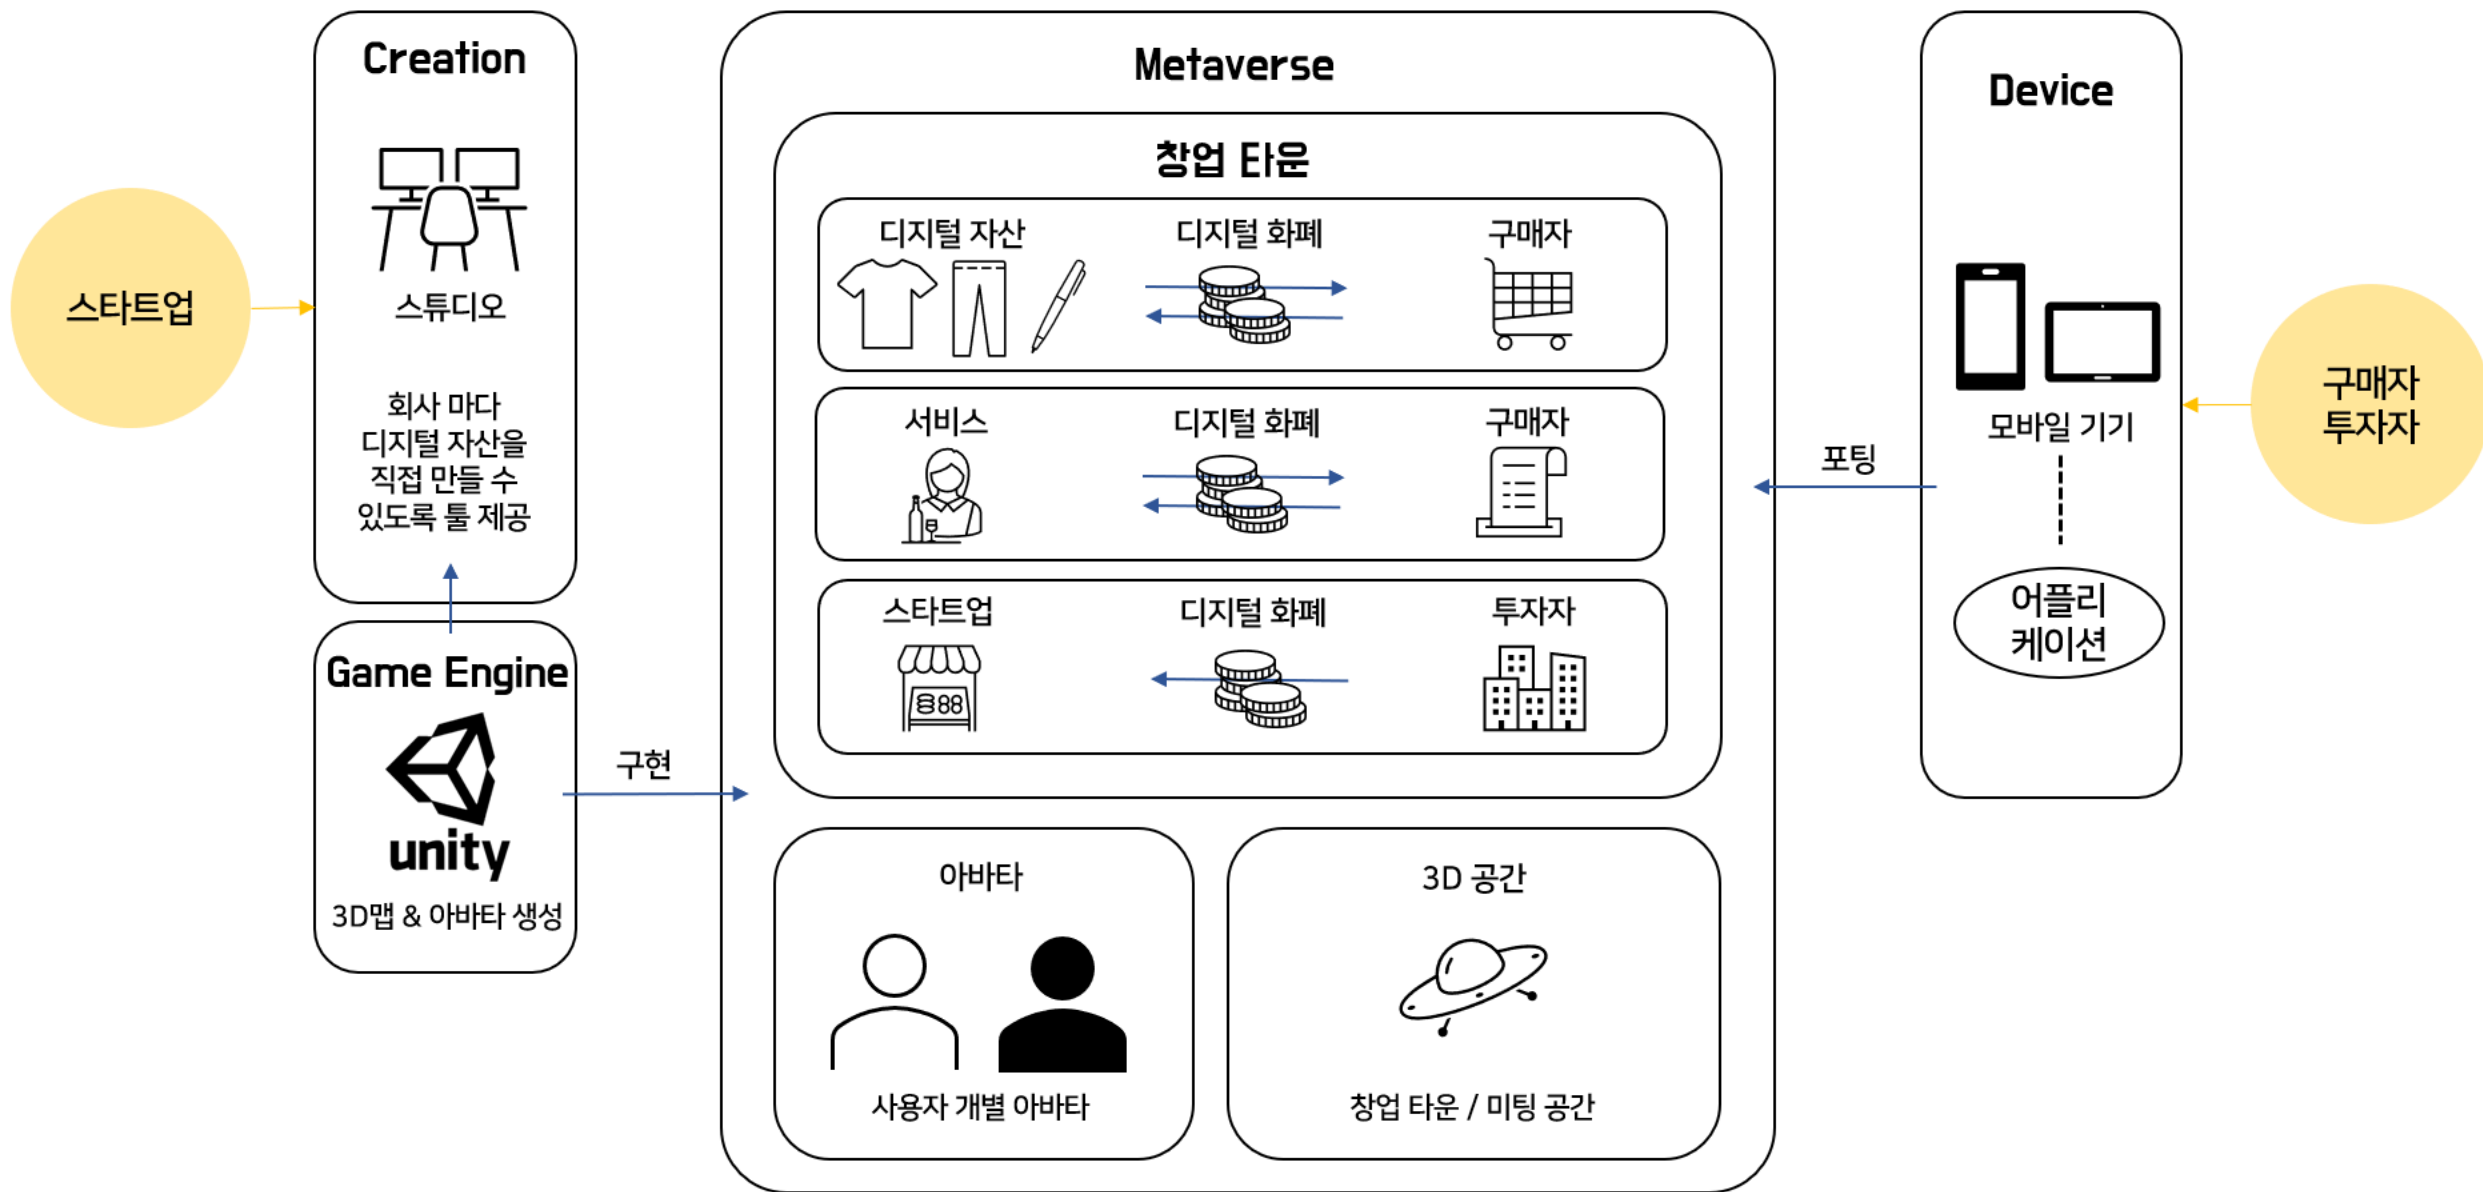 스타트업
Creation
스튜디오
회사 마다
디지털 자산을
직접 만들 수
있도록 툴 제공
Game Engine
unity
3D맵 & 아바타 생성
구현
Metaverse
창업 타운
디지털 자산
디지털 화폐
구매자
서비스
디지털 화폐
구매자
스타트업
디지털 화폐
투자자
아바타
사용자 개별 아바타
3D 공간
창업 타운 / 미팅 공간
포팅
Device
모바일 기기
어플리
케이션
구매자
투자자